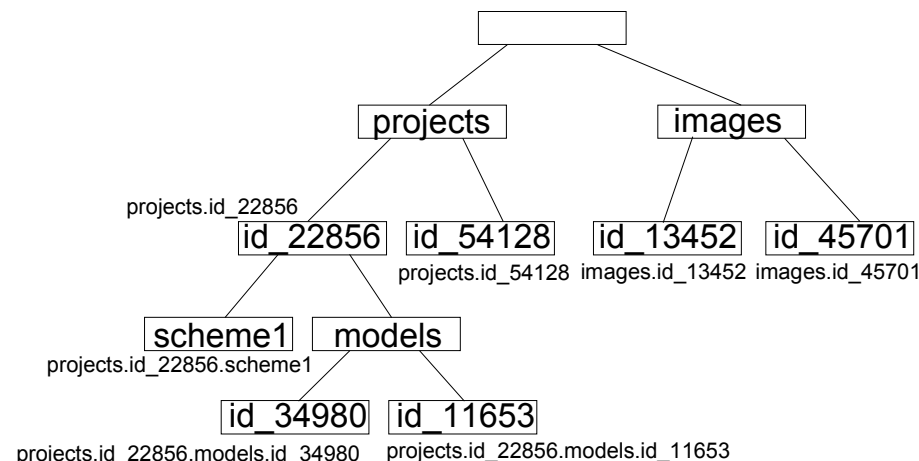 projects
images
projects.id_22856
id_22856
id_54128
id_13452
id_45701
projects.id_54128
images.id_13452
images.id_45701
scheme1
models
projects.id_22856.scheme1
id_34980
id_11653
projects.id_22856.models.id_34980
projects.id_22856.models.id_11653